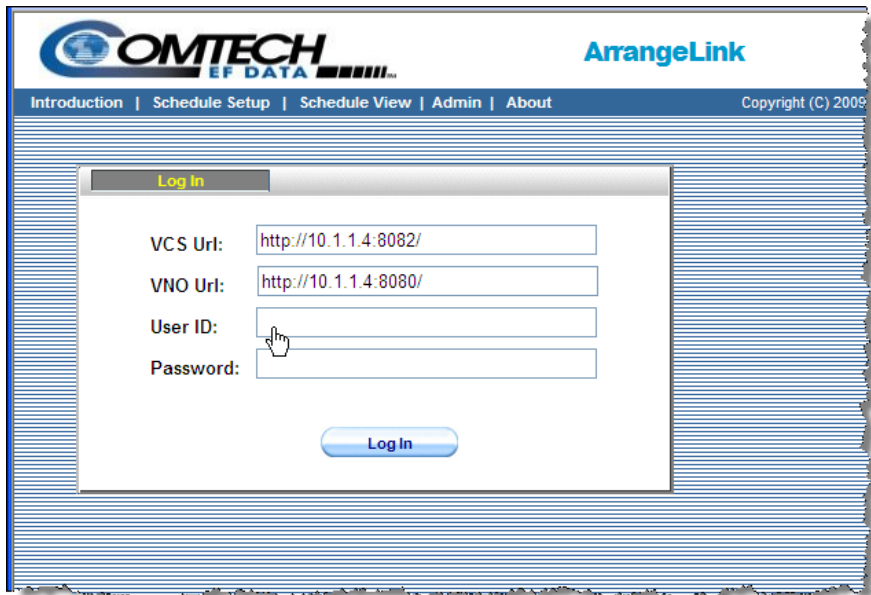 COMTECH
EF DATA
ArrangeLink
Introduction | Schedule Setup | Schedule View | Admin | About
Copyright (C) 2009
Log In
VCS Url: http://10.1.1.4:8082/
VNO Url: http://10.1.1.4:8080/
User ID:
Password:
Log In